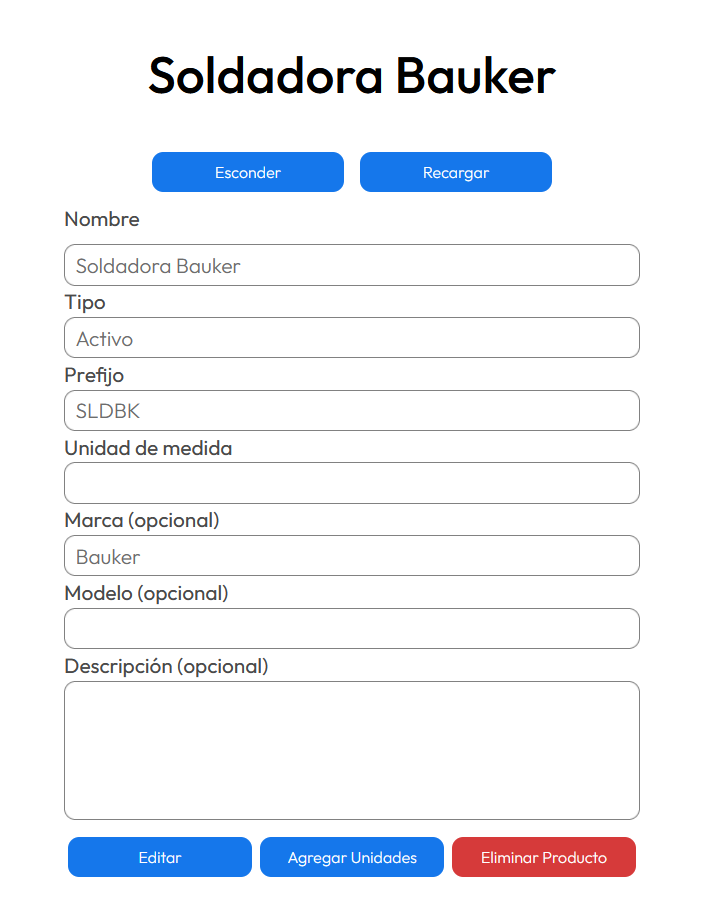 Soldadora Bauker
Esconder Recargar
Nombre
Soldadora Bauker
Tipo
Activo
Prefijo
SLDBK
Unidad de medida
Marca (opcional)
Bauker
Modelo (opcional)
Descripción (opcional)
Editar Agregar Unidades Eliminar Producto